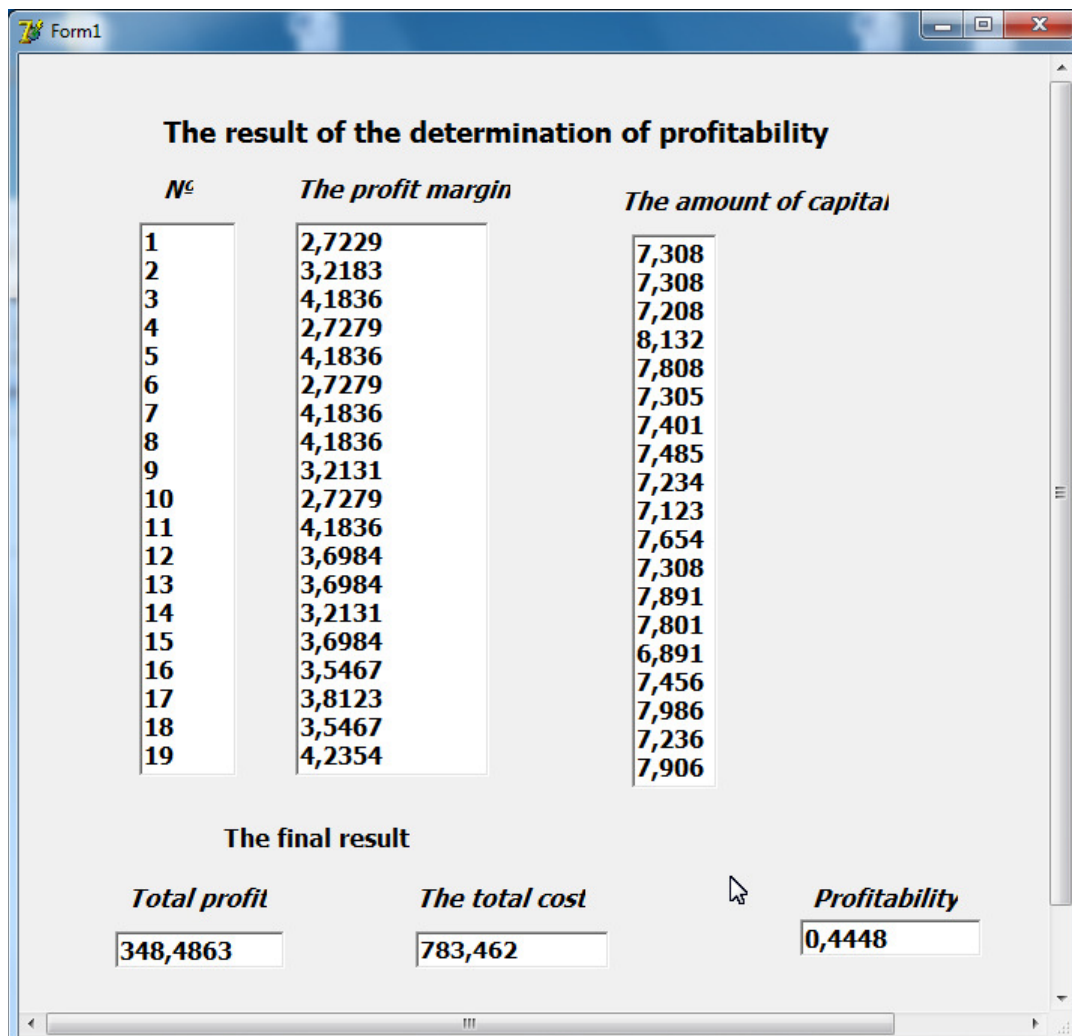 Form1
The result of the determination of profitability
Nº The profit margin The amount of capital
1 2,7229 7,308
2 3,2183 7,308
3 4,1836 7,208
4 2,7279 8,132
5 4,1836 7,808
6 2,7279 7,305
7 4,1836 7,401
8 4,1836 7,485
9 3,2131 7,234
10 2,7279 7,123
11 4,1836 7,654
12 3,6984 7,308
13 3,6984 7,891
14 3,2131 7,801
15 3,6984 6,891
16 3,5467 7,456
17 3,8123 7,986
18 3,5467 7,236
19 4,2354 7,906
The final result
Total profit The total cost Profitability
348,4863 783,462 0,4448